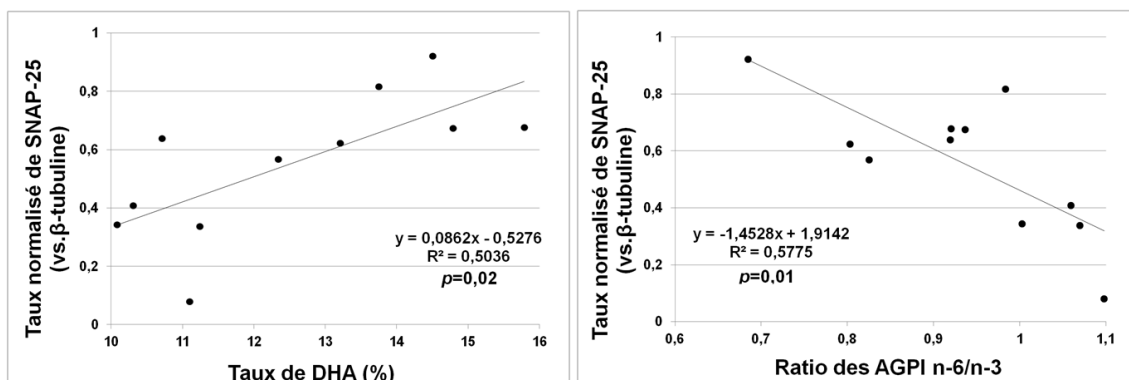 Taux normalisé de SNAP-25
(vs.β-tubuline)
1
0,8
0,6
0,4
0,2
0
y = 0,0862x - 0,5276
R² = 0,5036
p=0,02
10 11 12 13 14 15 16
Taux de DHA (%)
Taux normalisé de SNAP-25
(vs.β-tubuline)
1
0,8
0,6
0,4
0,2
0
y = -1,4528x + 1,9142
R² = 0,5775
p=0,01
0,6 0,7 0,8 0,9 1 1,1
Ratio des AGPI n-6/n-3